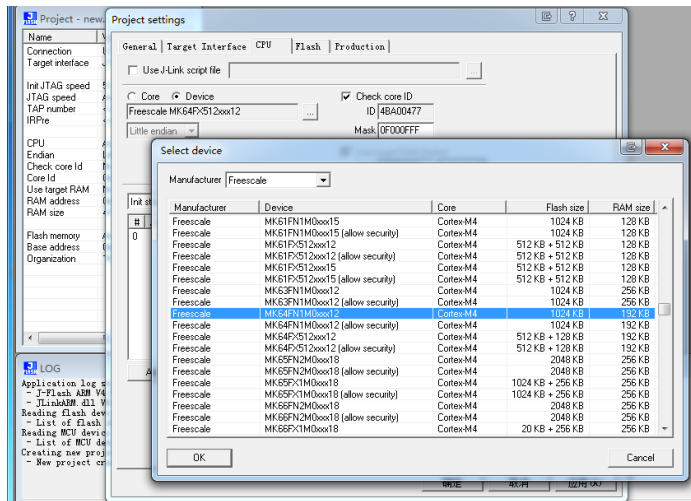 Project - new.
Project settings
Name
Connection
Target interface
Init JTAG speed
JTAG speed
TAP number
IRPre
CPU
Endian
Check core Id
Core Id
Use target RAM
RAM address
RAM size
Flash memory
Base address
Organization
General
Target Interface
CPU
Flash
Production
Use J-Link script file
...
Core
Device
Check core ID
Freescale MK64FX512xxx12
...
ID 4BA00477
Little endian
Mask 0F000FFF
Init st
#
0
Select device
Manufacturer Freescale
Manufacturer Device Core Flash size RAM size
Freescale MK61FN1M0xxx15 Cortex-M4 1024 KB 128 KB
Freescale MK61FN1M0xxx15 (allow security) Cortex-M4 1024 KB 128 KB
Freescale MK61FX512xxx12 Cortex-M4 512 KB + 512 KB 128 KB
Freescale MK61FX512xxx12 (allow security) Cortex-M4 512 KB + 512 KB 128 KB
Freescale MK61FX512xxx15 Cortex-M4 512 KB + 512 KB 128 KB
Freescale MK61FX512xxx15 (allow security) Cortex-M4 512 KB + 512 KB 128 KB
Freescale MK63FN1M0xxx12 Cortex-M4 1024 KB 256 KB
Freescale MK63FN1M0xxx12 (allow security) Cortex-M4 1024 KB 256 KB
Freescale MK64FN1M0xxx12 Cortex-M4 1024 KB 192 KB
Freescale MK64FN1M0xxx12 (allow security) Cortex-M4 1024 KB 192 KB
Freescale MK64FX512xxx12 Cortex-M4 512 KB + 128 KB 192 KB
Freescale MK64FX512xxx12 (allow security) Cortex-M4 512 KB + 128 KB 192 KB
Freescale MK65FN2M0xxx18 Cortex-M4 2048 KB 256 KB
Freescale MK65FN2M0xxx18 (allow security) Cortex-M4 2048 KB 256 KB
Freescale MK65FX1M0xxx18 Cortex-M4 1024 KB + 256 KB 256 KB
Freescale MK65FX1M0xxx18 (allow security) Cortex-M4 1024 KB + 256 KB 256 KB
Freescale MK66FN2M0xxx18 Cortex-M4 2048 KB 256 KB
Freescale MK66FN2M0xxx18 (allow security) Cortex-M4 2048 KB 256 KB
Freescale MK66FX1M0xxx18 Cortex-M4 20 KB + 256 KB 256 KB
OK
Cancel
LOG
Application log s
- J-Flash ARM V4
- JLinkARM.dll V
Reading flash dev
- List of flash
Reading MCU devic
- List of MCU de
Creating new proj
- New project cr